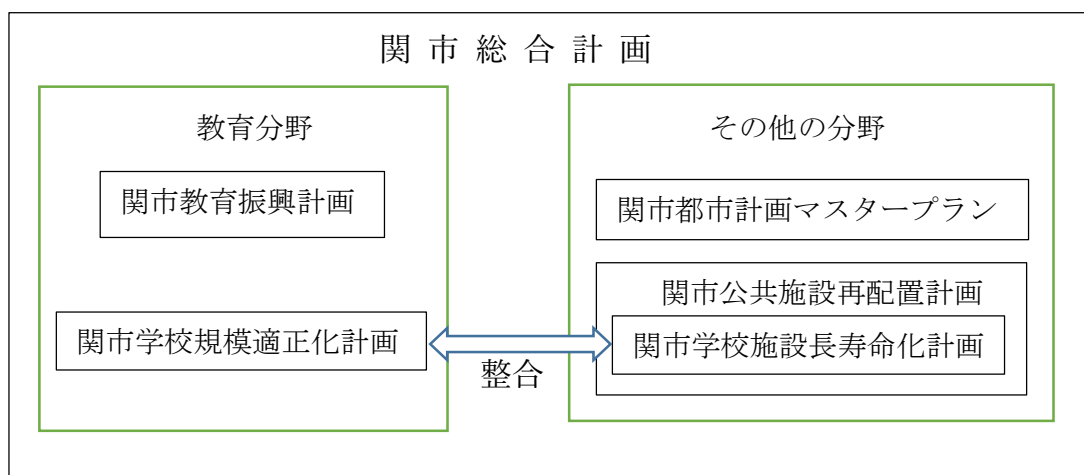 関市総合計画
教育分野
関市教育振興計画
関市学校規模適正化計画
整合
その他の分野
関市都市計画マスタープラン
関市公共施設再配置計画
関市学校施設長寿命化計画